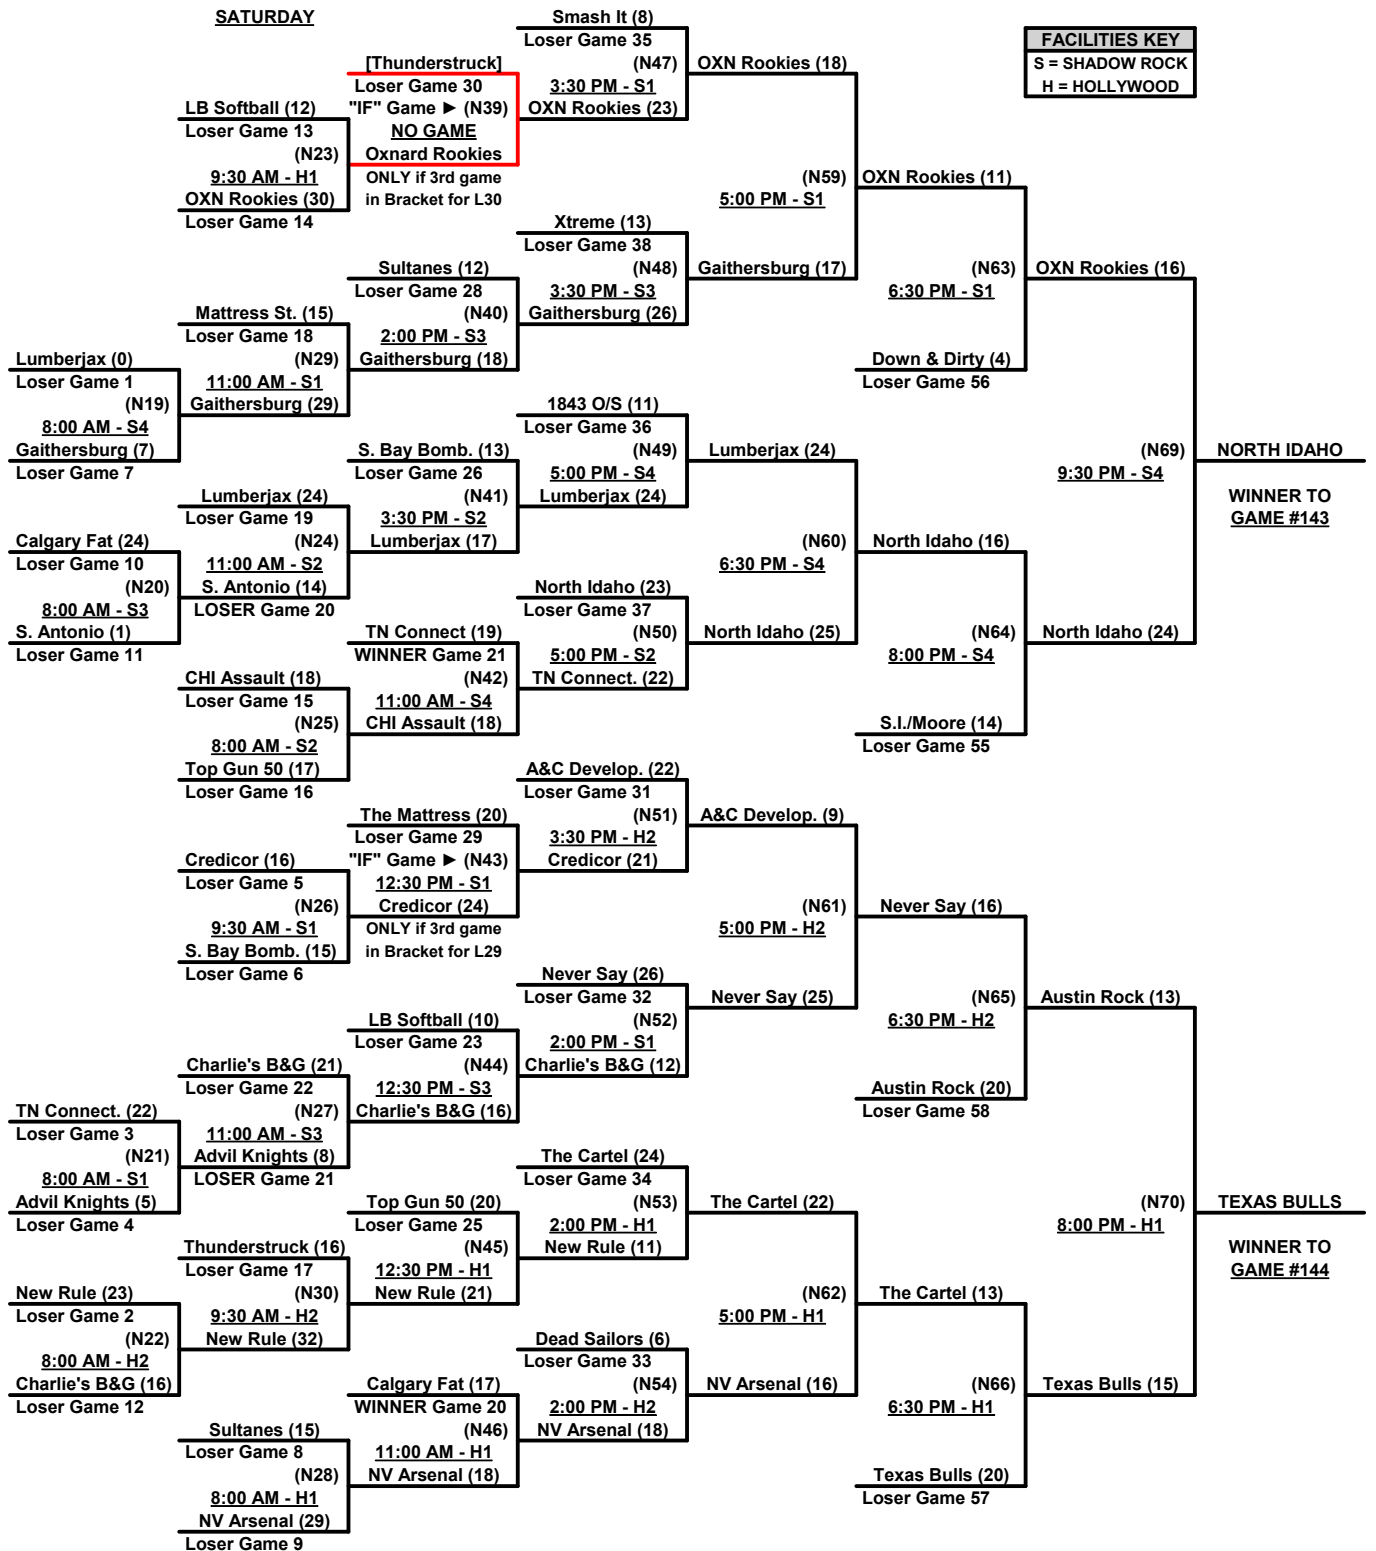 SATURDAY
Smash It (8)
Loser Game 35
FACILITIES KEY
[Thunderstruck]
(N47)
OXN Rookies (18)
S = SHADOW ROCK
Loser Game 30
3:30 PM - S1
H = HOLLYWOOD
LB Softball (12)
"IF" Game ► (N39)
OXN Rookies (23)
Loser Game 13
NO GAME
(N23)
Oxnard Rookies
9:30 AM - H1
ONLY if 3rd game
(N59)
OXN Rookies (11)
OXN Rookies (30)
in Bracket for L30
5:00 PM - S1
Loser Game 14
Xtreme (13)
Loser Game 38
Sultanes (12)
(N48)
Gaithersburg (17)
(N63)
OXN Rookies (16)
Loser Game 28
3:30 PM - S3
6:30 PM - S1
Mattress St. (15)
(N40)
Gaithersburg (26)
Loser Game 18
2:00 PM - S3
Lumberjax (0)
(N29)
Gaithersburg (18)
Down & Dirty (4)
Loser Game 1
11:00 AM - S1
Loser Game 56
(N19)
Gaithersburg (29)
1843 O/S (11)
8:00 AM - S4
Loser Game 36
Gaithersburg (7)
S. Bay Bomb. (13)
(N49)
Lumberjax (24)
(N69)
NORTH IDAHO
Loser Game 7
Loser Game 26
5:00 PM - S4
9:30 PM - S4
Lumberjax (24)
(N41)
Lumberjax (24)
WINNER TO
Loser Game 19
3:30 PM - S2
GAME #143
Calgary Fat (24)
(N24)
Lumberjax (17)
(N60)
North Idaho (16)
Loser Game 10
11:00 AM - S2
6:30 PM - S4
(N20)
S. Antonio (14)
North Idaho (23)
8:00 AM - S3
LOSER Game 20
Loser Game 37
S. Antonio (1)
TN Connect (19)
(N50)
North Idaho (25)
(N64)
North Idaho (24)
Loser Game 11
WINNER Game 21
5:00 PM - S2
8:00 PM - S4
CHI Assault (18)
(N42)
TN Connect. (22)
Loser Game 15
11:00 AM - S4
(N25)
CHI Assault (18)
S.I./Moore (14)
8:00 AM - S2
Loser Game 55
Top Gun 50 (17)
A&C Develop. (22)
Loser Game 16
Loser Game 31
The Mattress (20)
(N51)
A&C Develop. (9)
Loser Game 29
3:30 PM - H2
Credicor (16)
"IF" Game ► (N43)
Credicor (21)
Loser Game 5
12:30 PM - S1
(N26)
Credicor (24)
(N61)
Never Say (16)
9:30 AM - S1
ONLY if 3rd game
5:00 PM - H2
S. Bay Bomb. (15)
in Bracket for L29
Loser Game 6
Never Say (26)
Loser Game 32
Never Say (25)
(N65)
Austin Rock (13)
LB Softball (10)
(N52)
6:30 PM - H2
Loser Game 23
2:00 PM - S1
Charlie's B&G (21)
(N44)
Charlie's B&G (12)
Loser Game 22
12:30 PM - S3
Austin Rock (20)
TN Connect. (22)
(N27)
Charlie's B&G (16)
Loser Game 58
Loser Game 3
11:00 AM - S3
(N21)
Advil Knights (8)
The Cartel (24)
8:00 AM - S1
LOSER Game 21
Loser Game 34
Advil Knights (5)
Top Gun 50 (20)
(N53)
The Cartel (22)
(N70)
TEXAS BULLS
Loser Game 4
Loser Game 25
2:00 PM - H1
8:00 PM - H1
Thunderstruck (16)
(N45)
New Rule (11)
WINNER TO
Loser Game 17
12:30 PM - H1
GAME #144
New Rule (23)
(N30)
New Rule (21)
(N62)
The Cartel (13)
Loser Game 2
9:30 AM - H2
5:00 PM - H1
(N22)
New Rule (32)
Dead Sailors (6)
8:00 AM - H2
Loser Game 33
Charlie's B&G (16)
Calgary Fat (17)
(N54)
NV Arsenal (16)
(N66)
Texas Bulls (15)
Loser Game 12
WINNER Game 20
2:00 PM - H2
6:30 PM - H1
Sultanes (15)
(N46)
NV Arsenal (18)
Loser Game 8
11:00 AM - H1
(N28)
NV Arsenal (18)
Texas Bulls (20)
8:00 AM - H1
Loser Game 57
NV Arsenal (29)
Loser Game 9